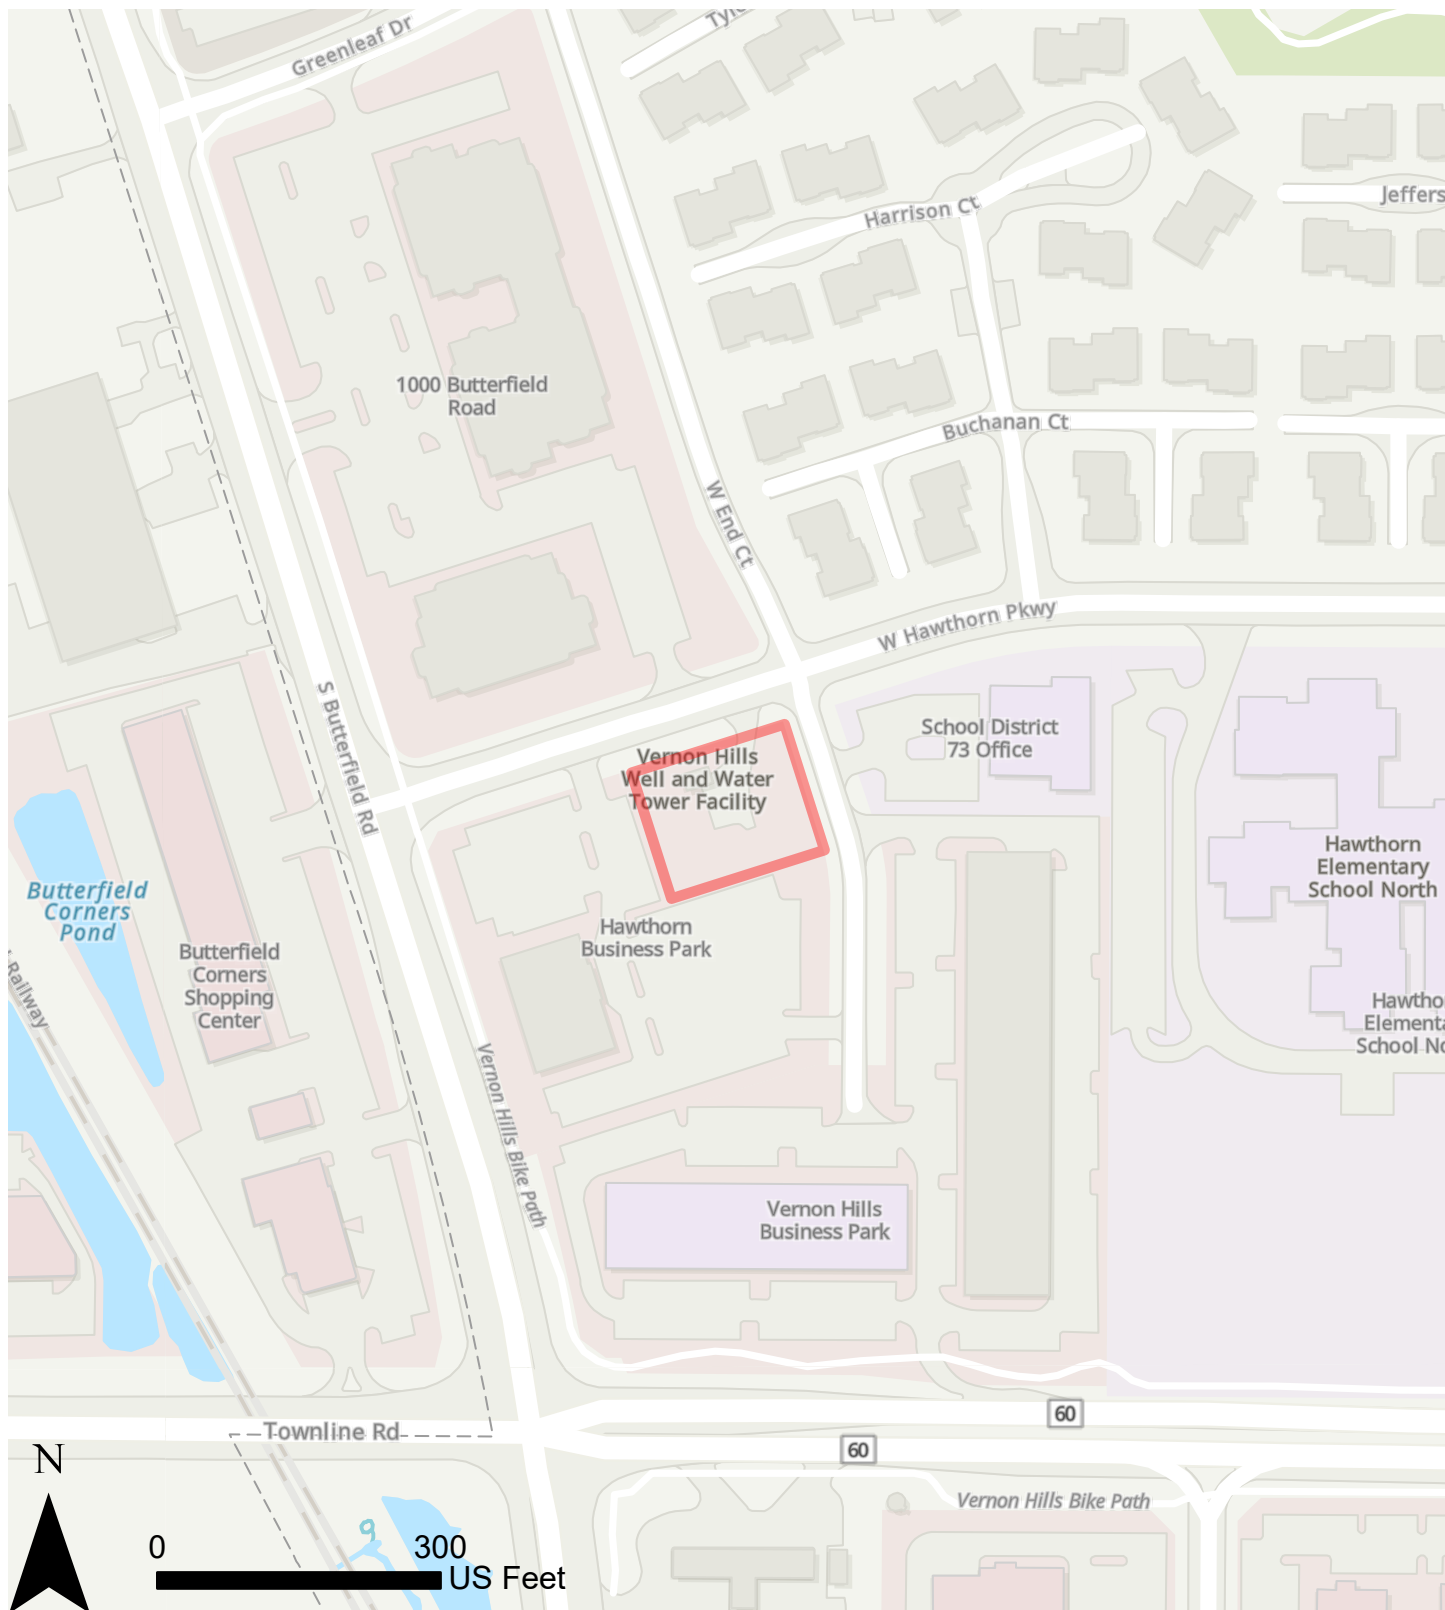 Greenleaf Dr
Harrison Ct
1000 Butterfield
Road
Buchanan Ct
W End Ct
W Hawthorn Pkwy
S Butterfield Rd
School District
73 Office
Vernon Hills
Well and Water
Tower Facility
Hawthorn
Elementary
School North
Butterfield
Corners
Pond
Hawthorn
Business Park
Butterfield
Corners
Shopping
Center
Railway
Vernon Hills Bike Path
Vernon Hills
Business Park
60
Townline Rd
60
Vernon Hills Bike Path
N
0 300
US Feet